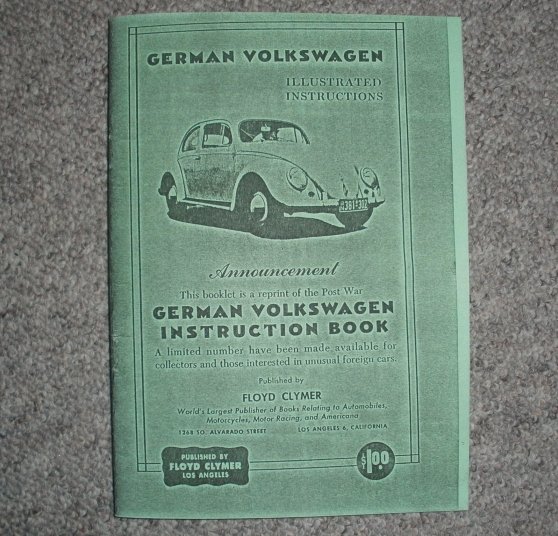 GERMAN VOLKSWAGEN
ILLUSTRATED
INSTRUCTIONS
381·302
Announcement
This booklet is a reprint of the Post War
GERMAN VOLKSWAGEN
INSTRUCTION BOOK
A limited number have been made available for
collectors and those interested in unusual foreign cars.
Published by
FLOYD CLYMER
World's Largest Publisher of Books Relating to Automobiles,
Motorcycles, Motor Racing, and Americana
1268 SO. ALVARADO STREET LOS ANGELES 6, CALIFORNIA
PUBLISHED BY
FLOYD CLYMER
LOS ANGELES
$1.00